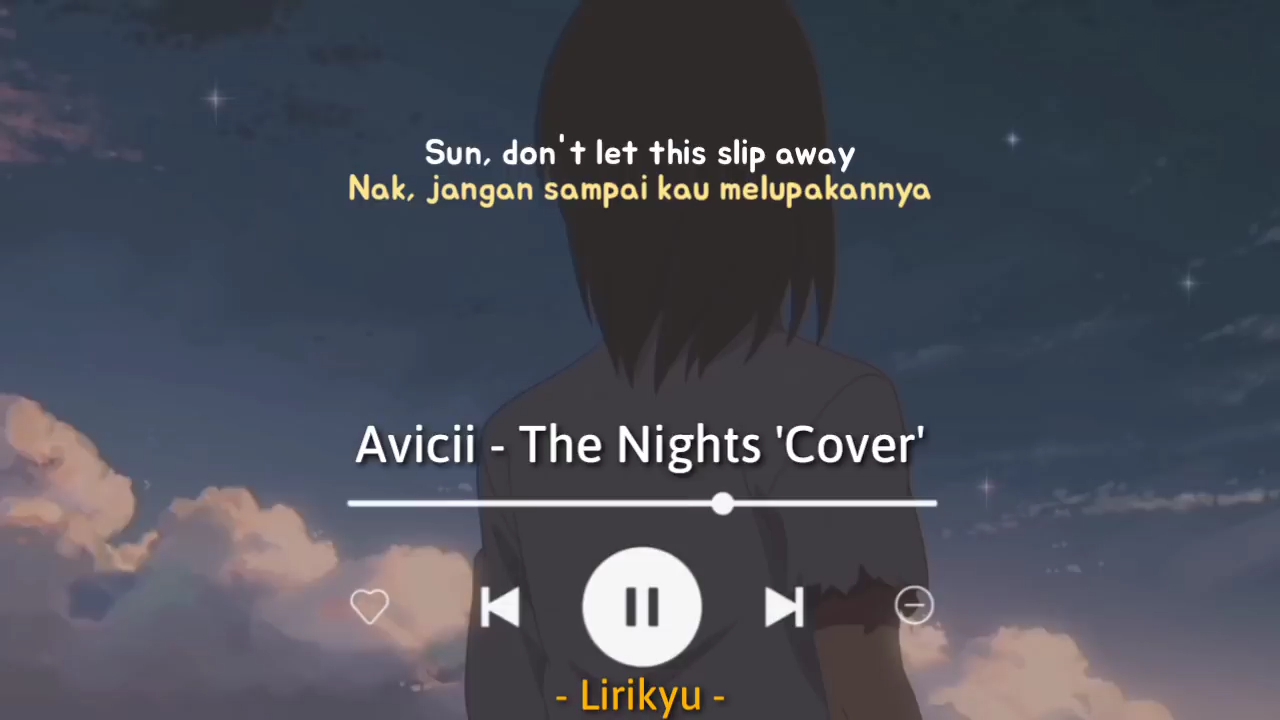 Sun, don't let this slip away
Nak, jangan sampai kau melupakannya
Avicii - The Nights 'Cover'
- Lirikyu -